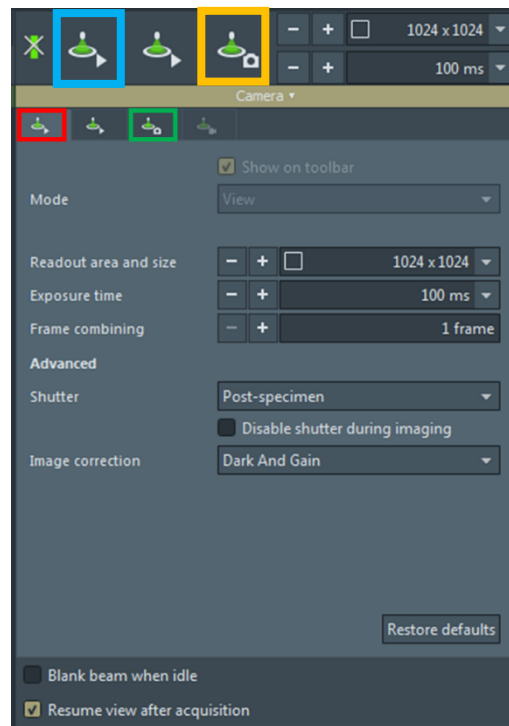 - + 1024 x 1024
- + 100 ms
Camera
Show on toolbar
Mode View
Readout area and size - + 1024 x 1024
Exposure time - + 100 ms
Frame combining - + 1 frame
Advanced
Shutter Post-specimen
Disable shutter during imaging
Image correction Dark And Gain
Restore defaults
Blank beam when idle
Resume view after acquisition